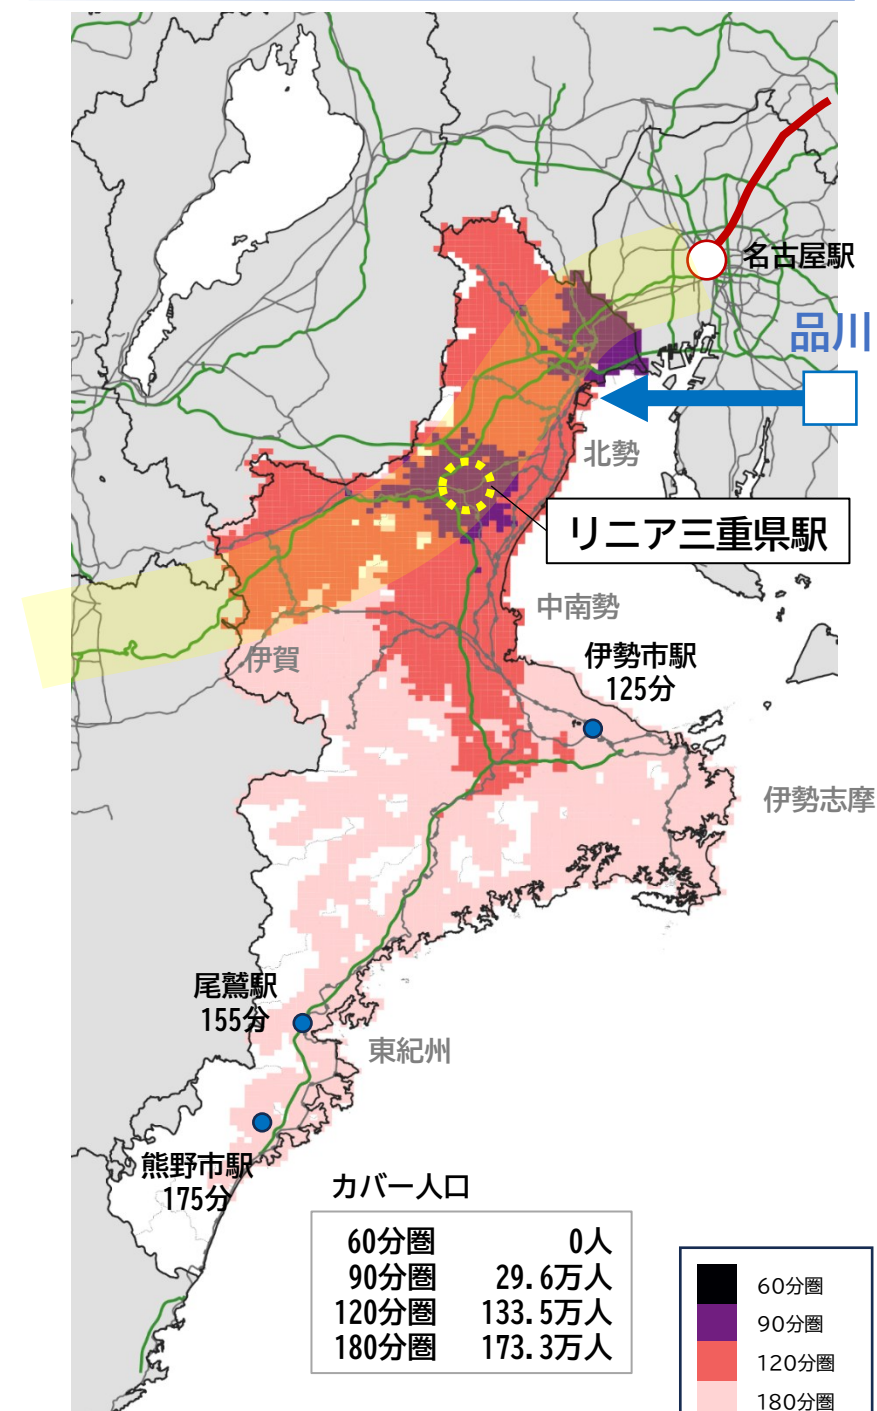 名古屋駅
品川
北勢
リニア三重県駅
中南勢
伊勢市駅
125分
伊賀
伊勢志摩
尾鷲駅
155分
東紀州
熊野市駅
175分
カバー人口
60分圏 0人
90分圏 29.6万人
120分圏 133.5万人
180分圏 173.3万人
60分圏
90分圏
120分圏
180分圏